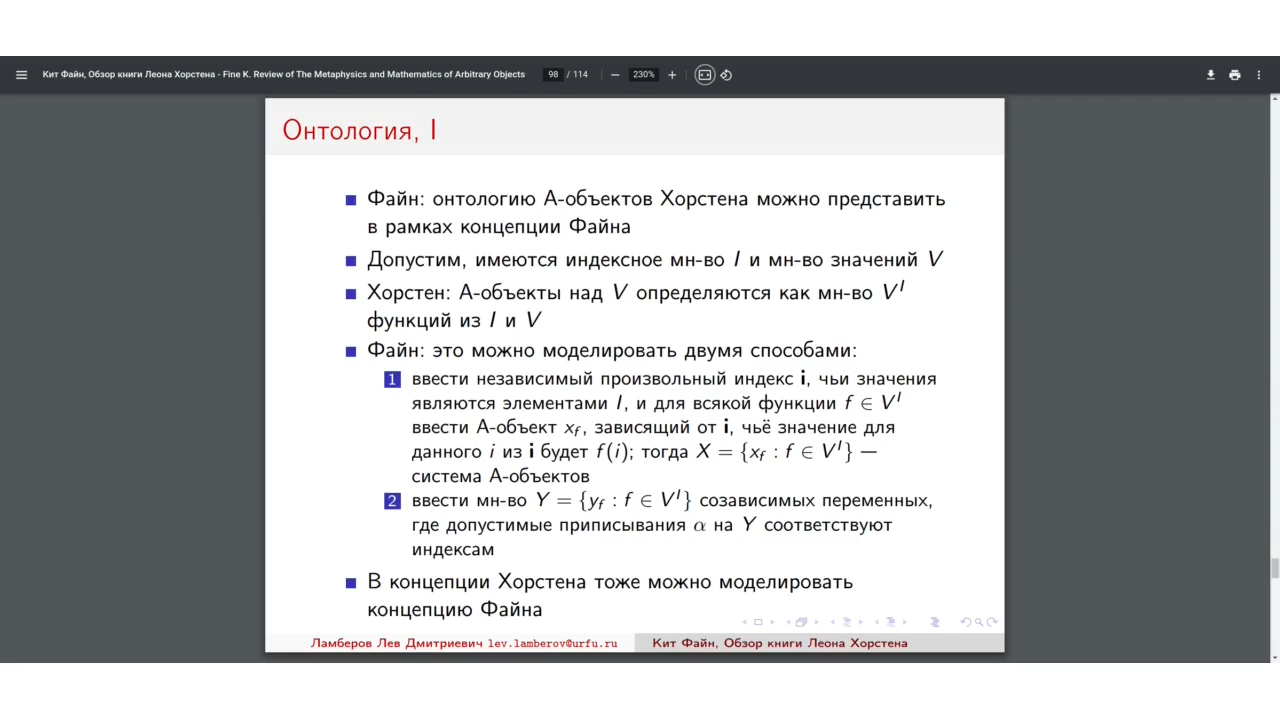 Кит Файн, Обзор книги Леона Хорстена - Fine K. Review of The Metaphysics and Mathematics of Arbitrary Objects 98 / 114 — 230% +
Онтология, I
Файн: онтологию А-объектов Хорстена можно представить
в рамках концепции Файна
Допустим, имеются индексное мн-во I и мн-во значений V
Хорстен: А-объекты над V определяются как мн-во V^I
функций из I и V
Файн: это можно моделировать двумя способами:
1 ввести независимый произвольный индекс i, чьи значения
являются элементами I, и для всякой функции f ∈ V^I
ввести А-объект x_f, зависящий от i, чьё значение для
данного i из i будет f(i); тогда X = {x_f : f ∈ V^I} —
система А-объектов
2 ввести мн-во Y = {y_f : f ∈ V^I} созависимых переменных,
где допустимые приписывания α на Y соответствуют
индексам
В концепции Хорстена тоже можно моделировать
концепцию Файна
Ламберов Лев Дмитриевич lev.lamberov@urfu.ru Кит Файн, Обзор книги Леона Хорстена